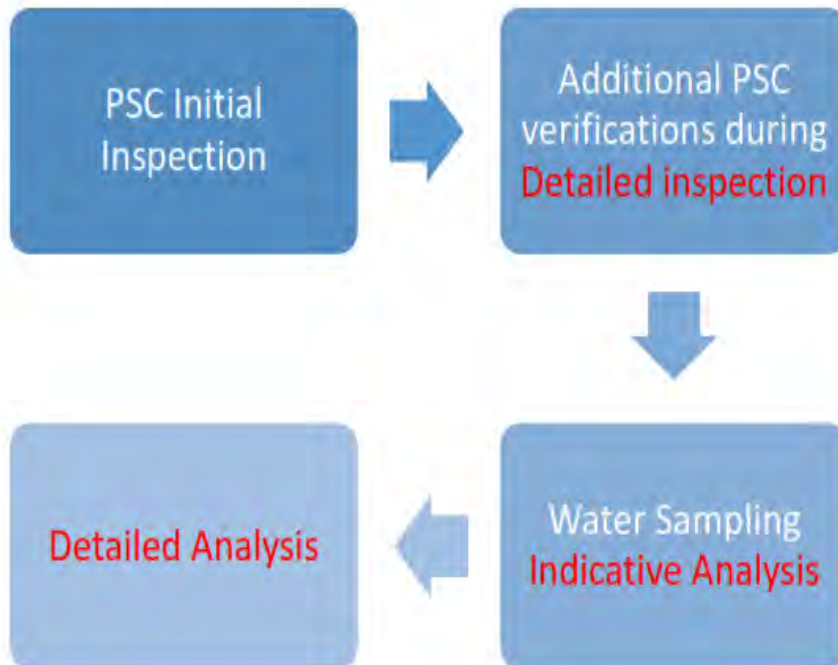 PSC Initial
Inspection
Additional PSC
verifications during
Detailed inspection
Water Sampling
Indicative Analysis
Detailed Analysis